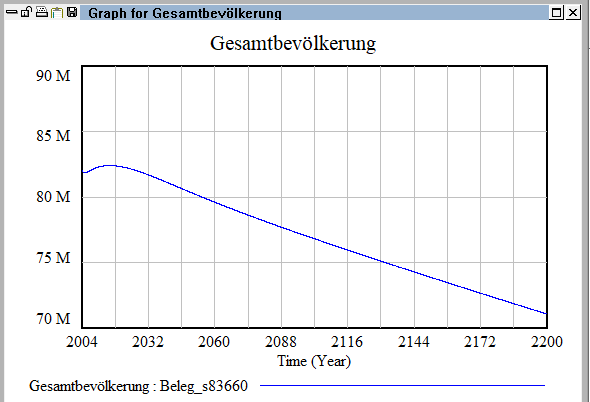 Graph for Gesamtbevölkerung
Gesamtbevölkerung
90 M
85 M
80 M
75 M
70 M
2004 2032 2060 2088 2116 2144 2172 2200
Time (Year)
Gesamtbevölkerung : Beleg_s83660